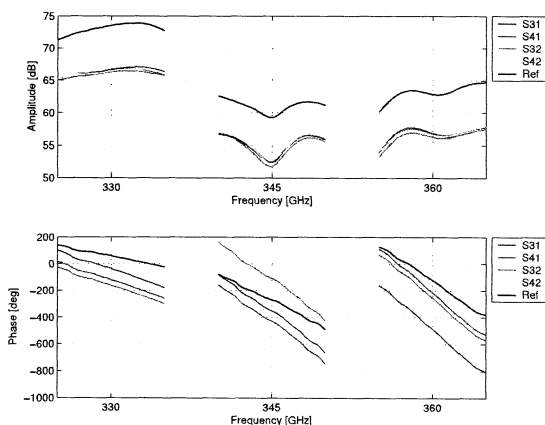 75
70
65
60
55
50
Amplitude [dB]
330
345
360
Frequency [GHz]
S31
S41
S32
S42
Ref
200
0
−200
−400
−600
−800
−1000
Phase [deg]
330
345
360
Frequency [GHz]
S31
S41
S32
S42
Ref